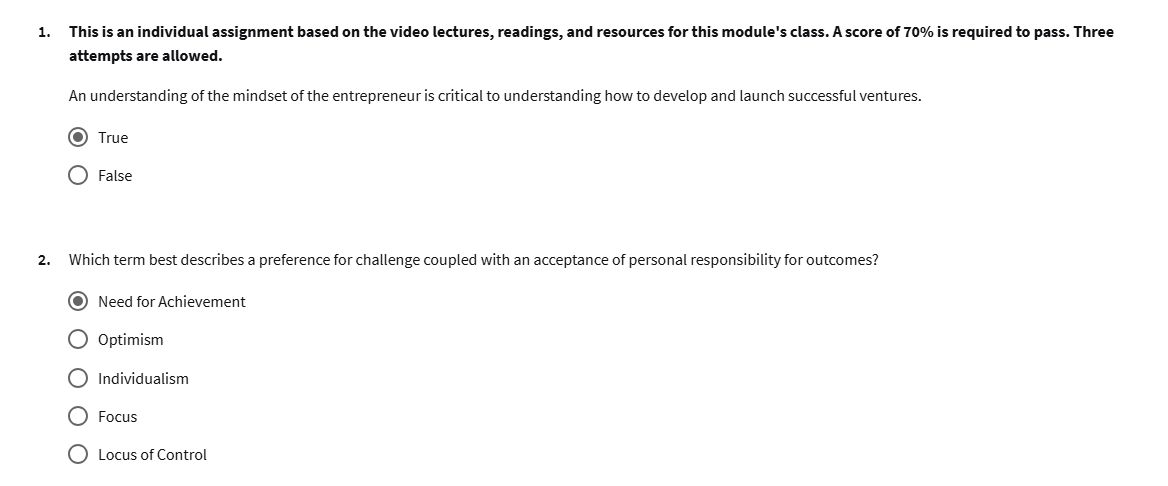 1. This is an individual assignment based on the video lectures, readings, and resources for this module's class. A score of 70% is required to pass. Three
attempts are allowed.
An understanding of the mindset of the entrepreneur is critical to understanding how to develop and launch successful ventures.
True
False
2. Which term best describes a preference for challenge coupled with an acceptance of personal responsibility for outcomes?
Need for Achievement
Optimism
Individualism
Focus
Locus of Control